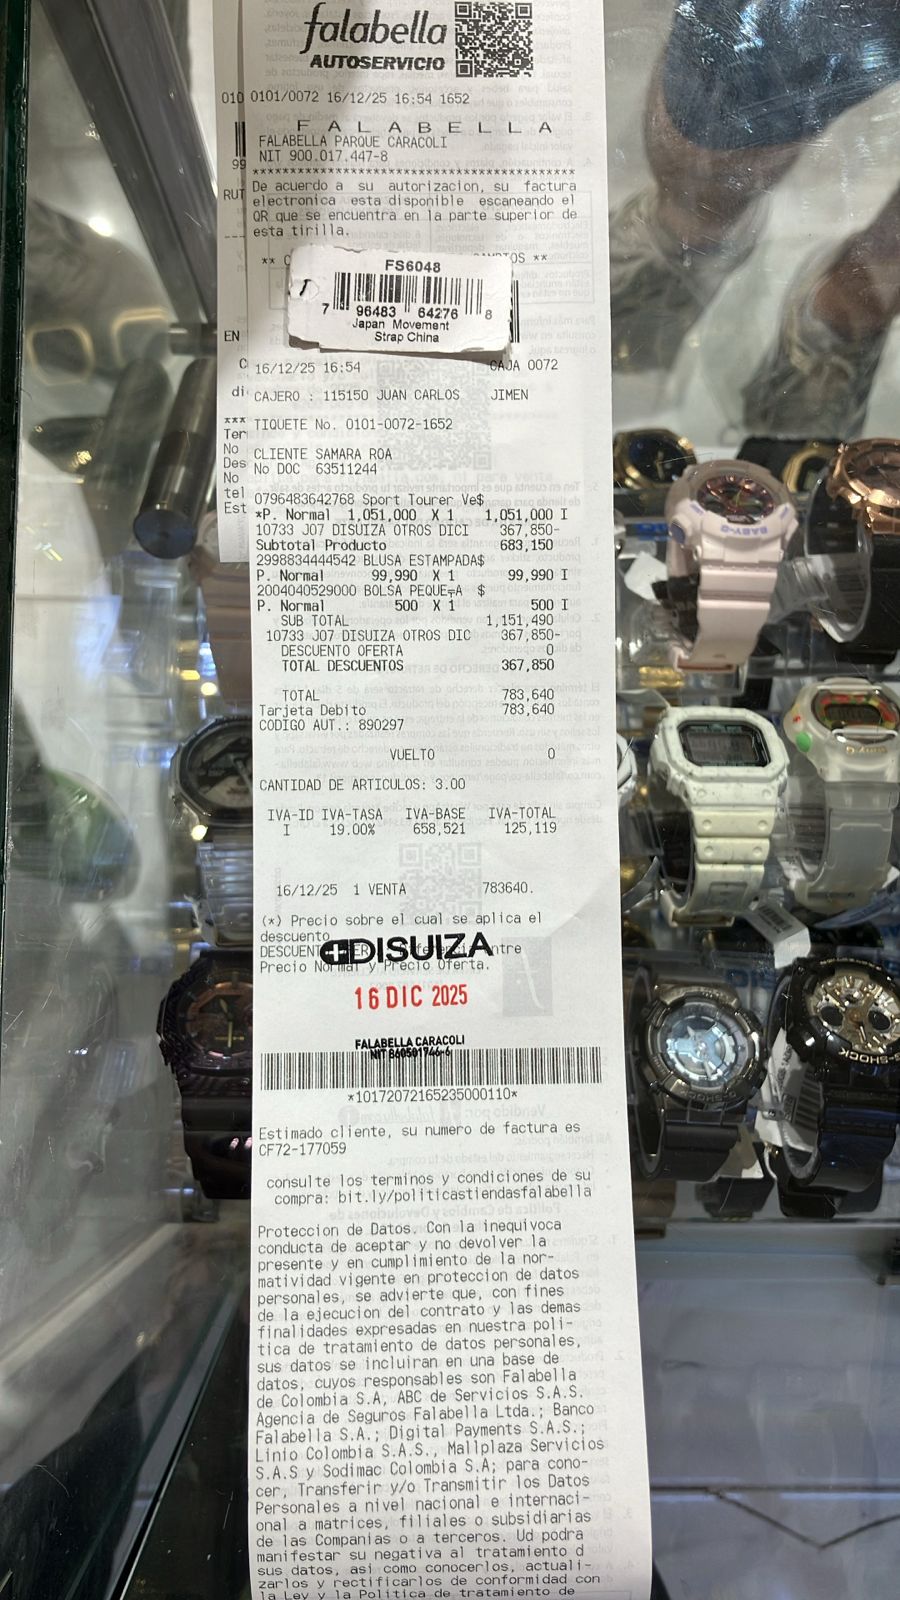 falabella
AUTOSERVICIO
010 0101/0072 16/12/25 16:54 1652
F A L A B E L L A
FALABELLA PARQUE CARACOLI
NIT 900.017.447-8
99
****************************************
RUT
De acuerdo a su autorizacion, su factura
electronica esta disponible escaneando el
QR que se encuentra en la parte superior de
esta tirilla.
FS6048
7 96483 64276 8
Japan Movement
Strap China
EN
16/12/25 16:54 CAJA 0072
di
CAJERO : 115150 JUAN CARLOS JIMEN
***
Ter
No
Des
No
tel
Est
TIQUETE No. 0101-0072-1652
CLIENTE SAMARA ROA
No DOC 63511244
0796483642768 Sport Tourer Ve$
*P. Normal 1,051,000 X 1 1,051,000 I
10733 J07 DISUIZA OTROS DICI 367,850-
Subtotal Producto 683,150
2998834444542 BLUSA ESTAMPADA$
P. Normal 99,990 X 1 99,990 I
2004040529000 BOLSA PEQUE¬A $
P. Normal 500 X 1 500 I
SUB TOTAL 1,151,490
10733 J07 DISUIZA OTROS DIC 367,850-
DESCUENTO OFERTA 0
TOTAL DESCUENTOS 367,850
TOTAL 783,640
Tarjeta Debito 783,640
CODIGO AUT.: 890297
VUELTO 0
CANTIDAD DE ARTICULOS: 3.00
IVA-ID IVA-TASA IVA-BASE IVA-TOTAL
I 19.00% 658,521 125,119
16/12/25 1 VENTA 783640.
(*) Precio sobre el cual se aplica el
descuento
Precio Normal y Precio Oferta.
DISUIZA
16 DIC 2025
FALABELLA CARACOLI
NIT 860501946-6
*10172072165235000110*
Estimado cliente, su numero de factura es
CF72-177059
consulte los terminos y condiciones de su
compra: bit.ly/politicastiendasfalabella
Proteccion de Datos. Con la inequivoca
conducta de aceptar y no devolver la
presente y en cumplimiento de la nor-
matividad vigente en proteccion de datos
personales, se advierte que, con fines
de la ejecucion del contrato y las demas
finalidades expresadas en nuestra poli-
tica de tratamiento de datos personales,
sus datos se incluiran en una base de
datos, cuyos responsables son Falabella
de Colombia S.A, ABC de Servicios S.A.S.
Agencia de Seguros Falabella Ltda.; Banco
Falabella S.A.; Digital Payments S.A.S.;
Linio Colombia S.A.S., Mallplaza Servicios
S.A.S y Sodimac Colombia S.A; para cono-
cer, Transferir y/o Transmitir los Datos
Personales a nivel nacional e internaci-
onal a matrices, filiales o subsidiarias
de las Companias o a terceros. Ud podra
manifestar su negativa al tratamiento d
sus datos, asi como conocerlos, actuali-
zarlos y rectificarlos de conformidad con
la Ley y la Politica de tratamiento de
BABY-G
G-SHOCK